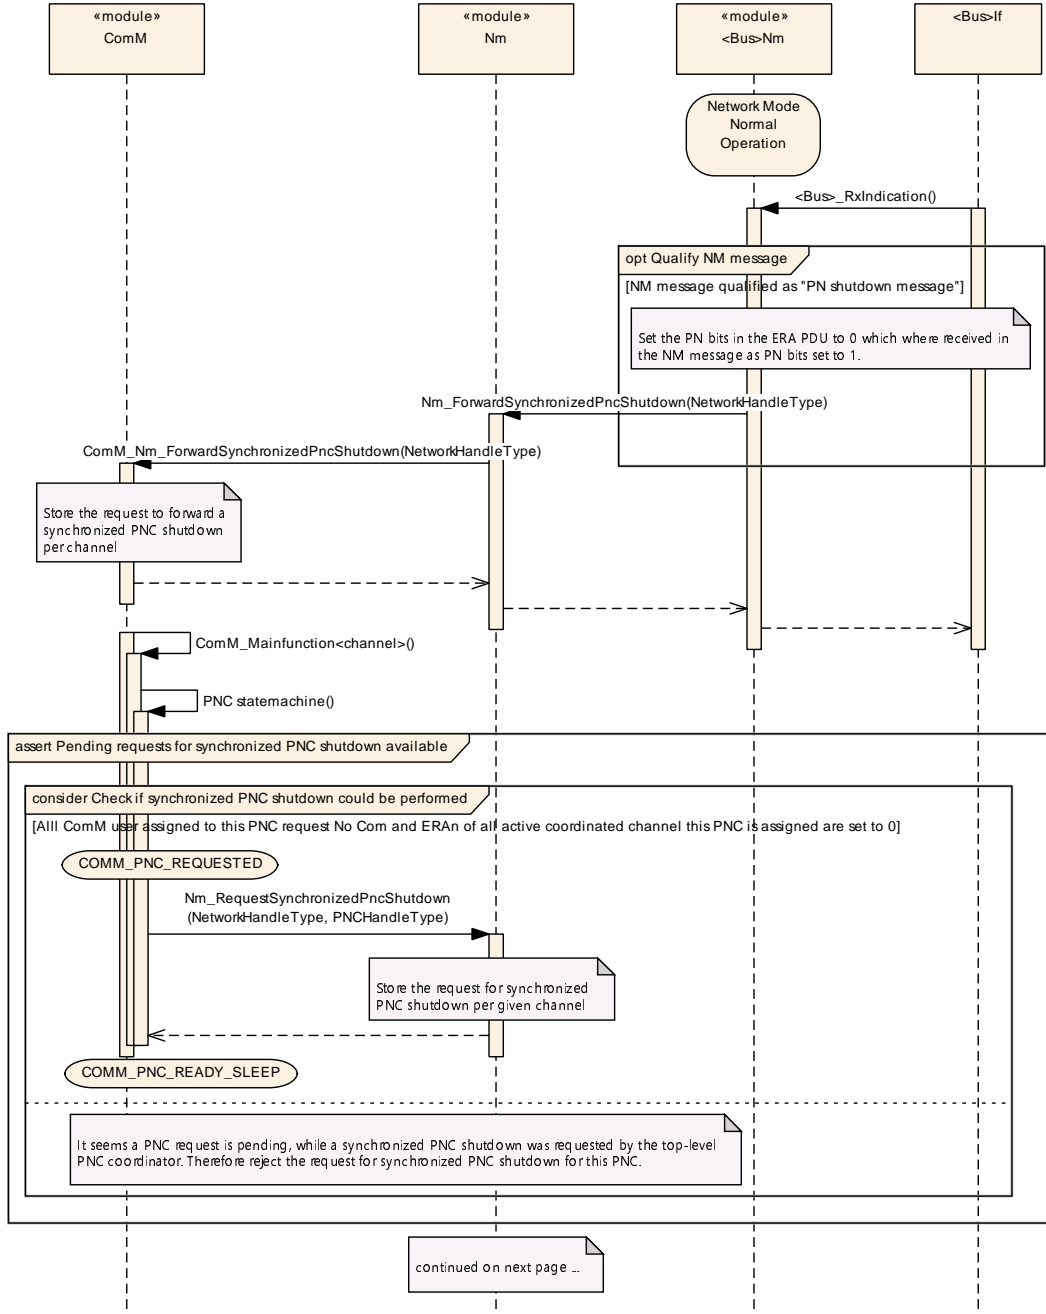 «module»
ComM
«module»
Nm
«module»
<Bus>Nm
<Bus>If
Network Mode
Normal
Operation
<Bus>_RxIndication()
opt Qualify NM message
[NM message qualified as "PN shutdown message"]
Set the PN bits in the ERA PDU to 0 which where received in
the NM message as PN bits set to 1.
Nm_ForwardSynchronizedPncShutdown(NetworkHandleType)
ComM_Nm_ForwardSynchronizedPncShutdown(NetworkHandleType)
Store the request to forward a
synchronized PNC shutdown
per channel
ComM_Mainfunction<channel>()
PNC statemachine()
assert Pending requests for synchronized PNC shutdown available
consider Check if synchronized PNC shutdown could be performed
[Alll ComM user assigned to this PNC request No Com and ERAn of all active coordinated channel this PNC is assigned are set to 0]
COMM_PNC_REQUESTED
Nm_RequestSynchronizedPncShutdown
(NetworkHandleType, PNCHandleType)
Store the request for synchronized
PNC shutdown per given channel
COMM_PNC_READY_SLEEP
It seems a PNC request is pending, while a synchronized PNC shutdown was requested by the top-level
PNC coordinator. Therefore reject the request for synchronized PNC shutdown for this PNC.
continued on next page ...